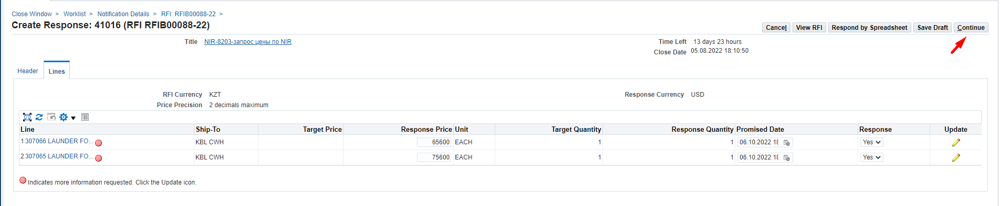 Close Window > Worklist > Notification Details > RFI: RFIB00088-22 >
Create Response: 41016 (RFI RFIB00088-22)
Cancel View RFI Respond by Spreadsheet Save Draft Continue
Title NIR-8203-запрос цены по NIR
Time Left 13 days 23 hours
Close Date 05.08.2022 18:10:50
Header Lines
RFI Currency KZT Response Currency USD
Price Precision 2 decimals maximum
Line Ship-To Target Price Response Price Unit Target Quantity Response Quantity Promised Date Response Update
1 307066 LAUNDER FO... KBL CWH 65600 EACH 1 1 06.10.2022 18 Yes
2 307065 LAUNDER FO... KBL CWH 75600 EACH 1 1 06.10.2022 18 Yes
Indicates more information requested. Click the Update icon.